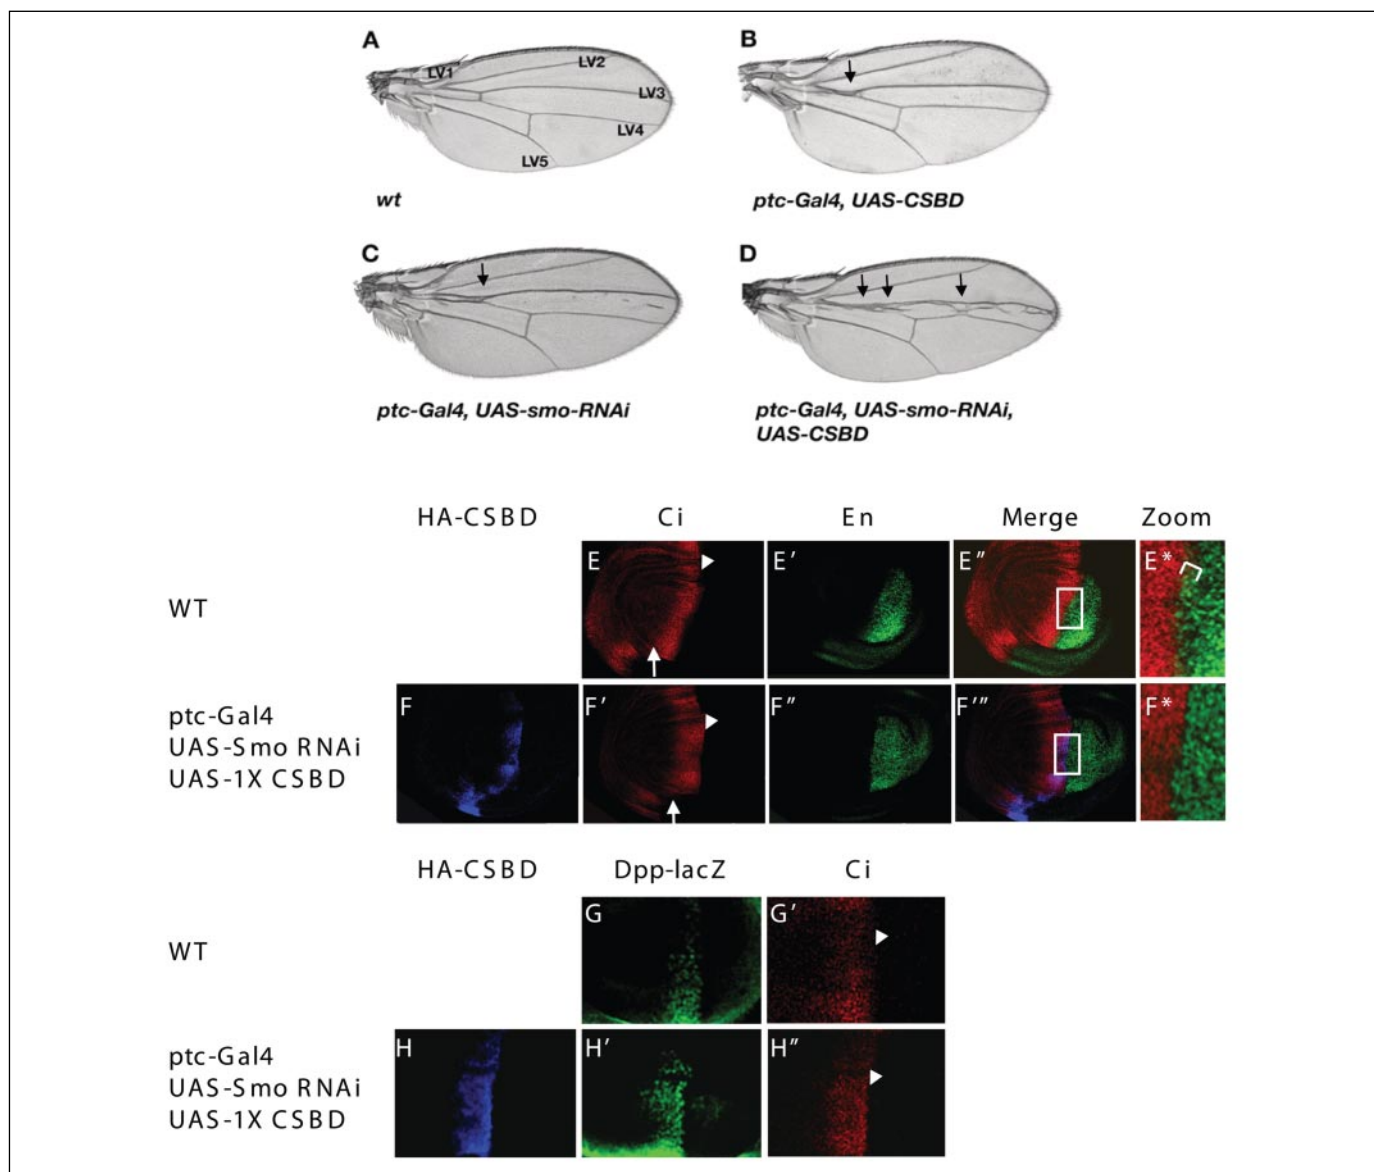 A
LV1
LV2
LV3
LV4
LV5
wt
B
ptc-Gal4, UAS-CSBD
C
ptc-Gal4, UAS-smo-RNAi
D
ptc-Gal4, UAS-smo-RNAi,
UAS-CSBD
HA-CSBD Ci En Merge Zoom
WT
E E' E" E*
ptc-Gal4
UAS-Smo RNAi
UAS-1X CSBD
F F' F" F'" F*
HA-CSBD Dpp-lacZ Ci
WT
G G'
ptc-Gal4
UAS-Smo RNAi
UAS-1X CSBD
H H' H"